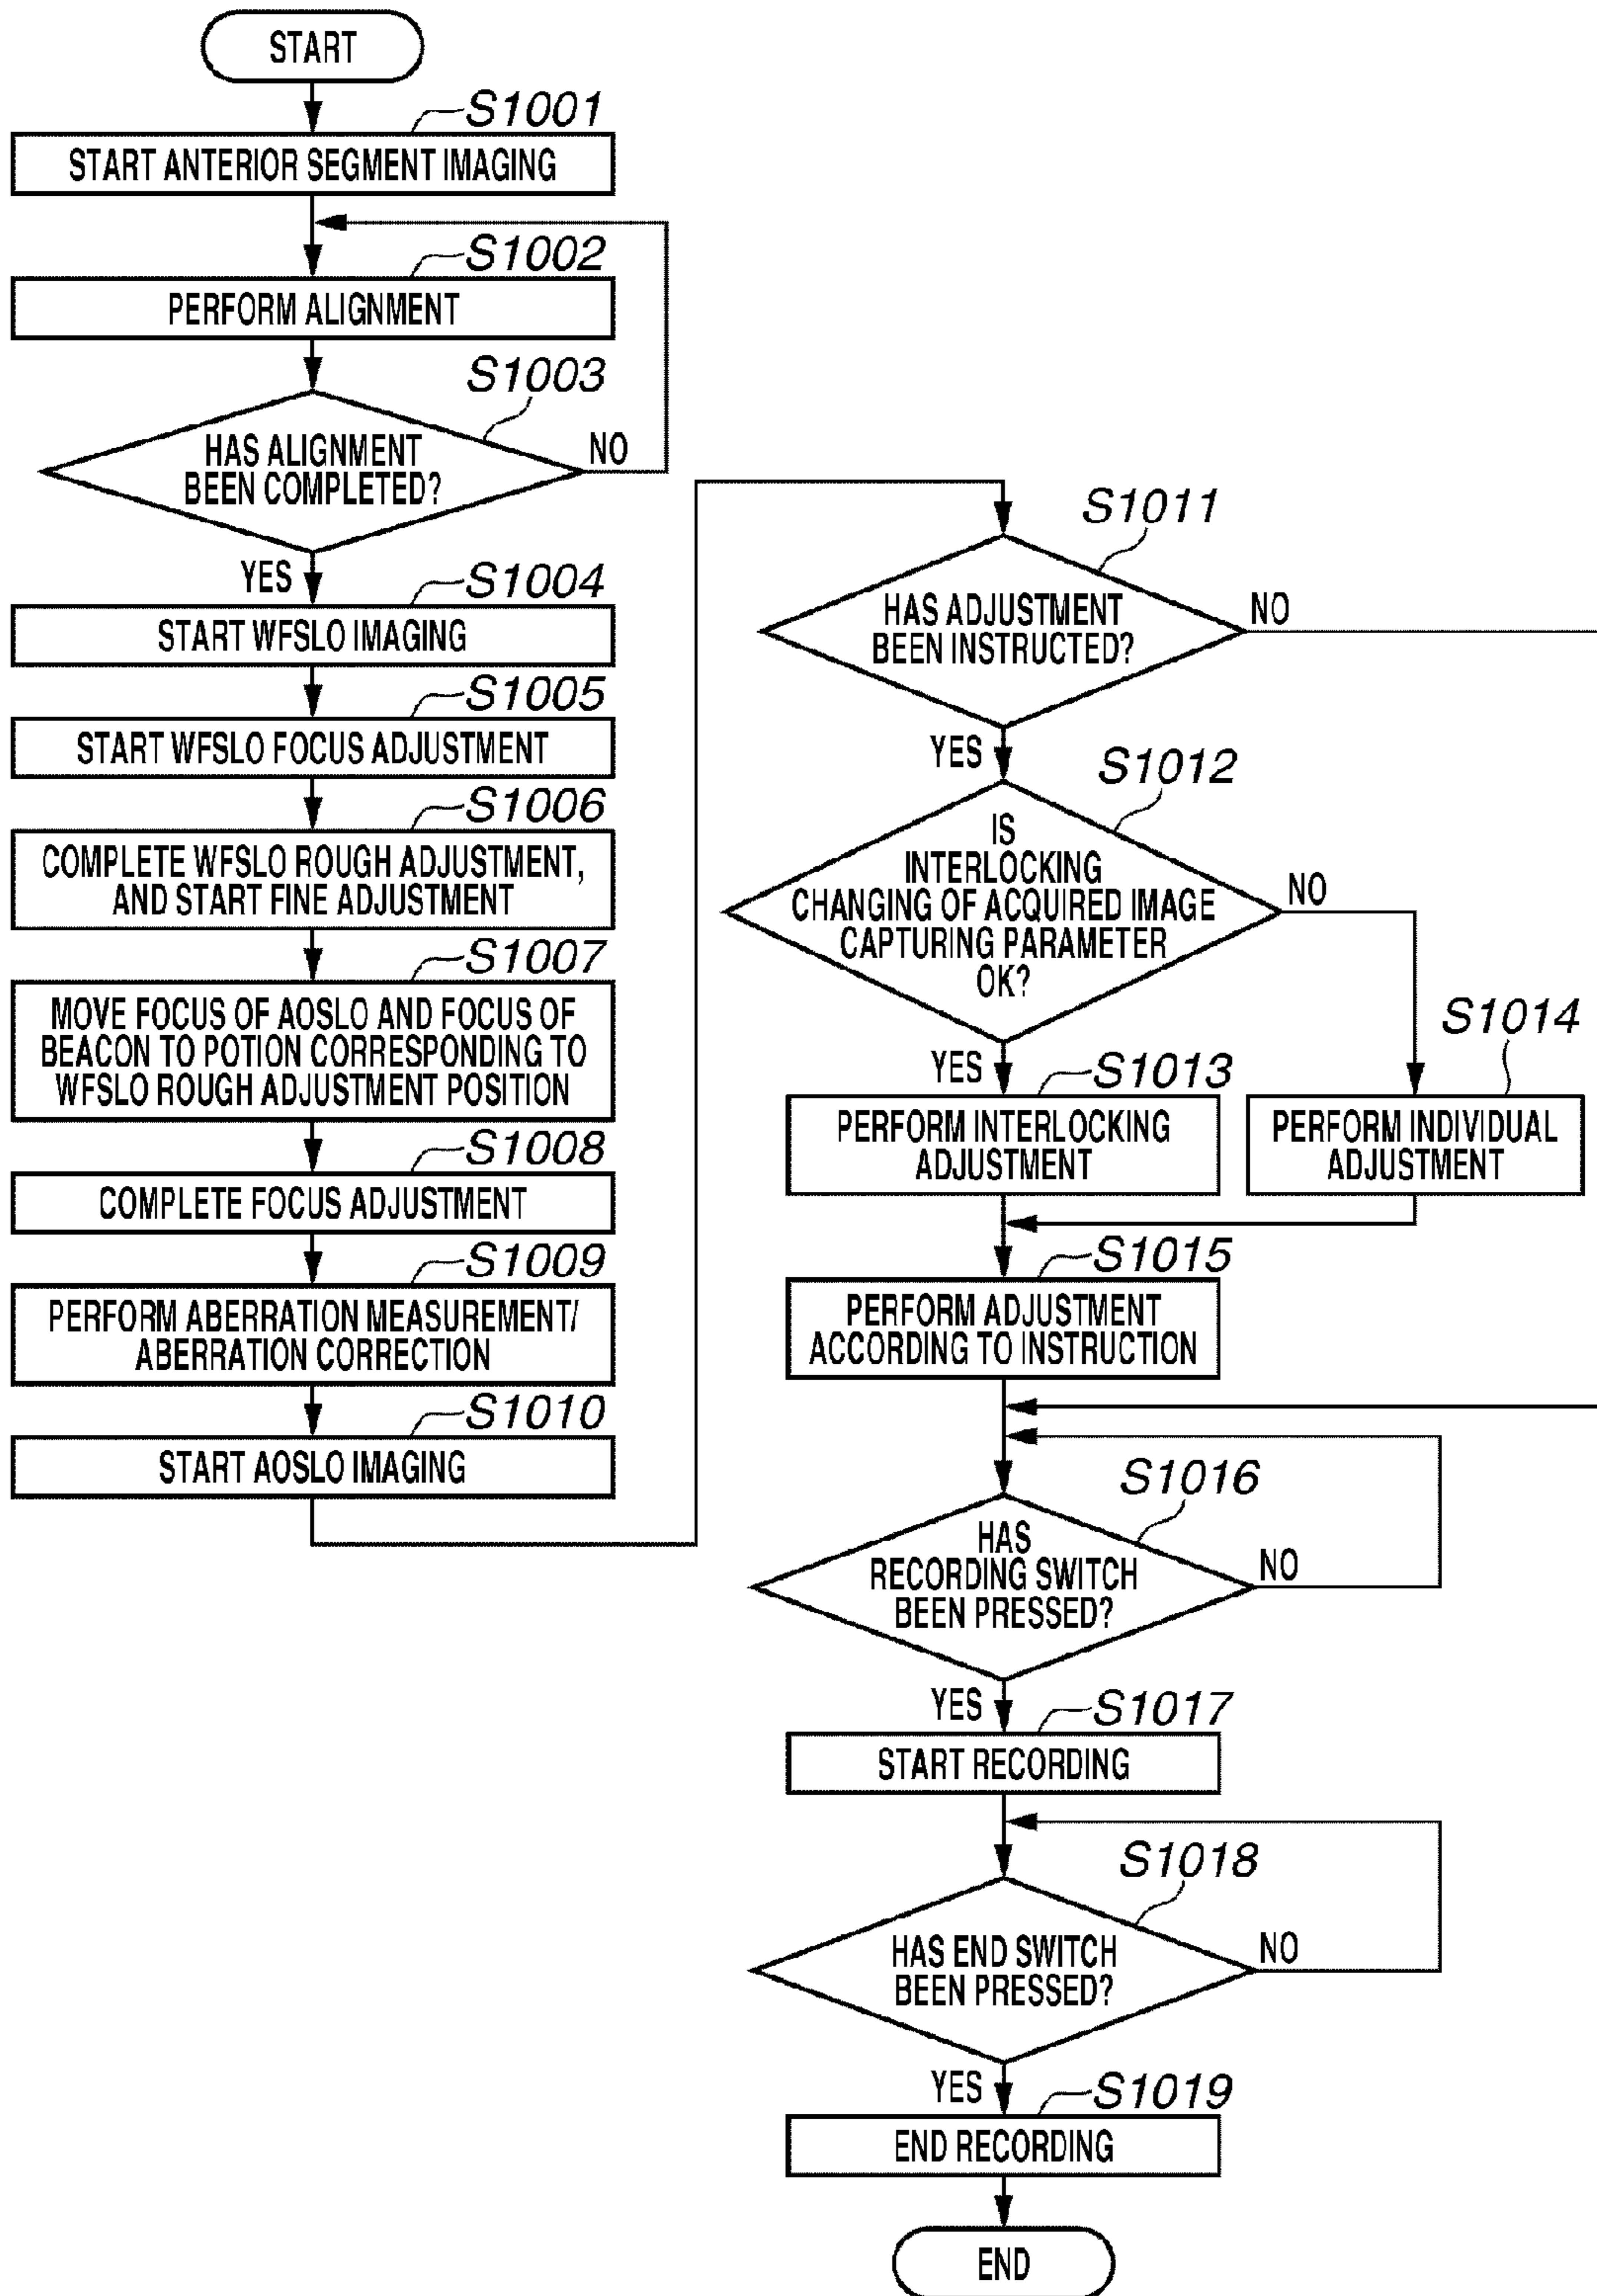 START
S1001
START ANTERIOR SEGMENT IMAGING
S1002
PERFORM ALIGNMENT
S1003
HAS ALIGNMENT
BEEN COMPLETED?
NO
YES
S1004
START WFSLO IMAGING
S1005
START WFSLO FOCUS ADJUSTMENT
S1006
COMPLETE WFSLO ROUGH ADJUSTMENT,
AND START FINE ADJUSTMENT
S1007
MOVE FOCUS OF AOSLO AND FOCUS OF
BEACON TO POTION CORRESPONDING TO
WFSLO ROUGH ADJUSTMENT POSITION
S1008
COMPLETE FOCUS ADJUSTMENT
S1009
PERFORM ABERRATION MEASUREMENT/
ABERRATION CORRECTION
S1010
START AOSLO IMAGING
S1011
HAS ADJUSTMENT
BEEN INSTRUCTED?
NO
YES
S1012
IS
INTERLOCKING
CHANGING OF ACQUIRED IMAGE
CAPTURING PARAMETER
OK?
NO
YES
S1013
PERFORM INTERLOCKING
ADJUSTMENT
S1014
PERFORM INDIVIDUAL
ADJUSTMENT
S1015
PERFORM ADJUSTMENT
ACCORDING TO INSTRUCTION
S1016
HAS
RECORDING SWITCH
BEEN PRESSED?
NO
YES
S1017
START RECORDING
S1018
HAS END SWITCH
BEEN PRESSED?
NO
YES
S1019
END RECORDING
END